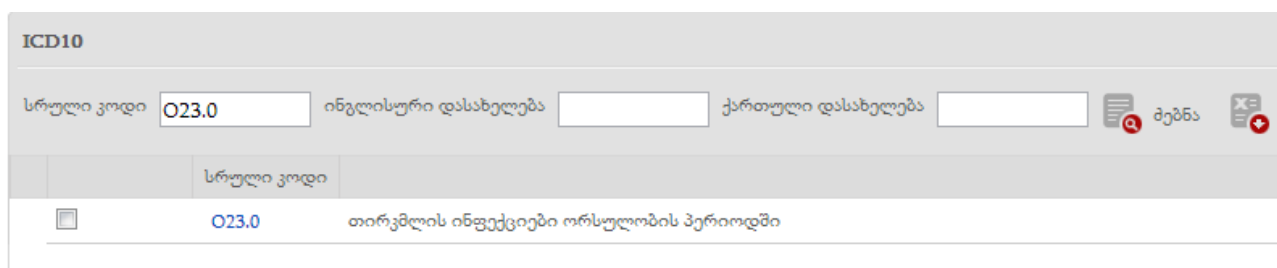 ICD10
სრული კოდი O23.0 ინგლისური დასახელება ქართული დასახელება ძებნა
სრული კოდი
O23.0 თირკმლის ინფექციები ორსულობის პერიოდში